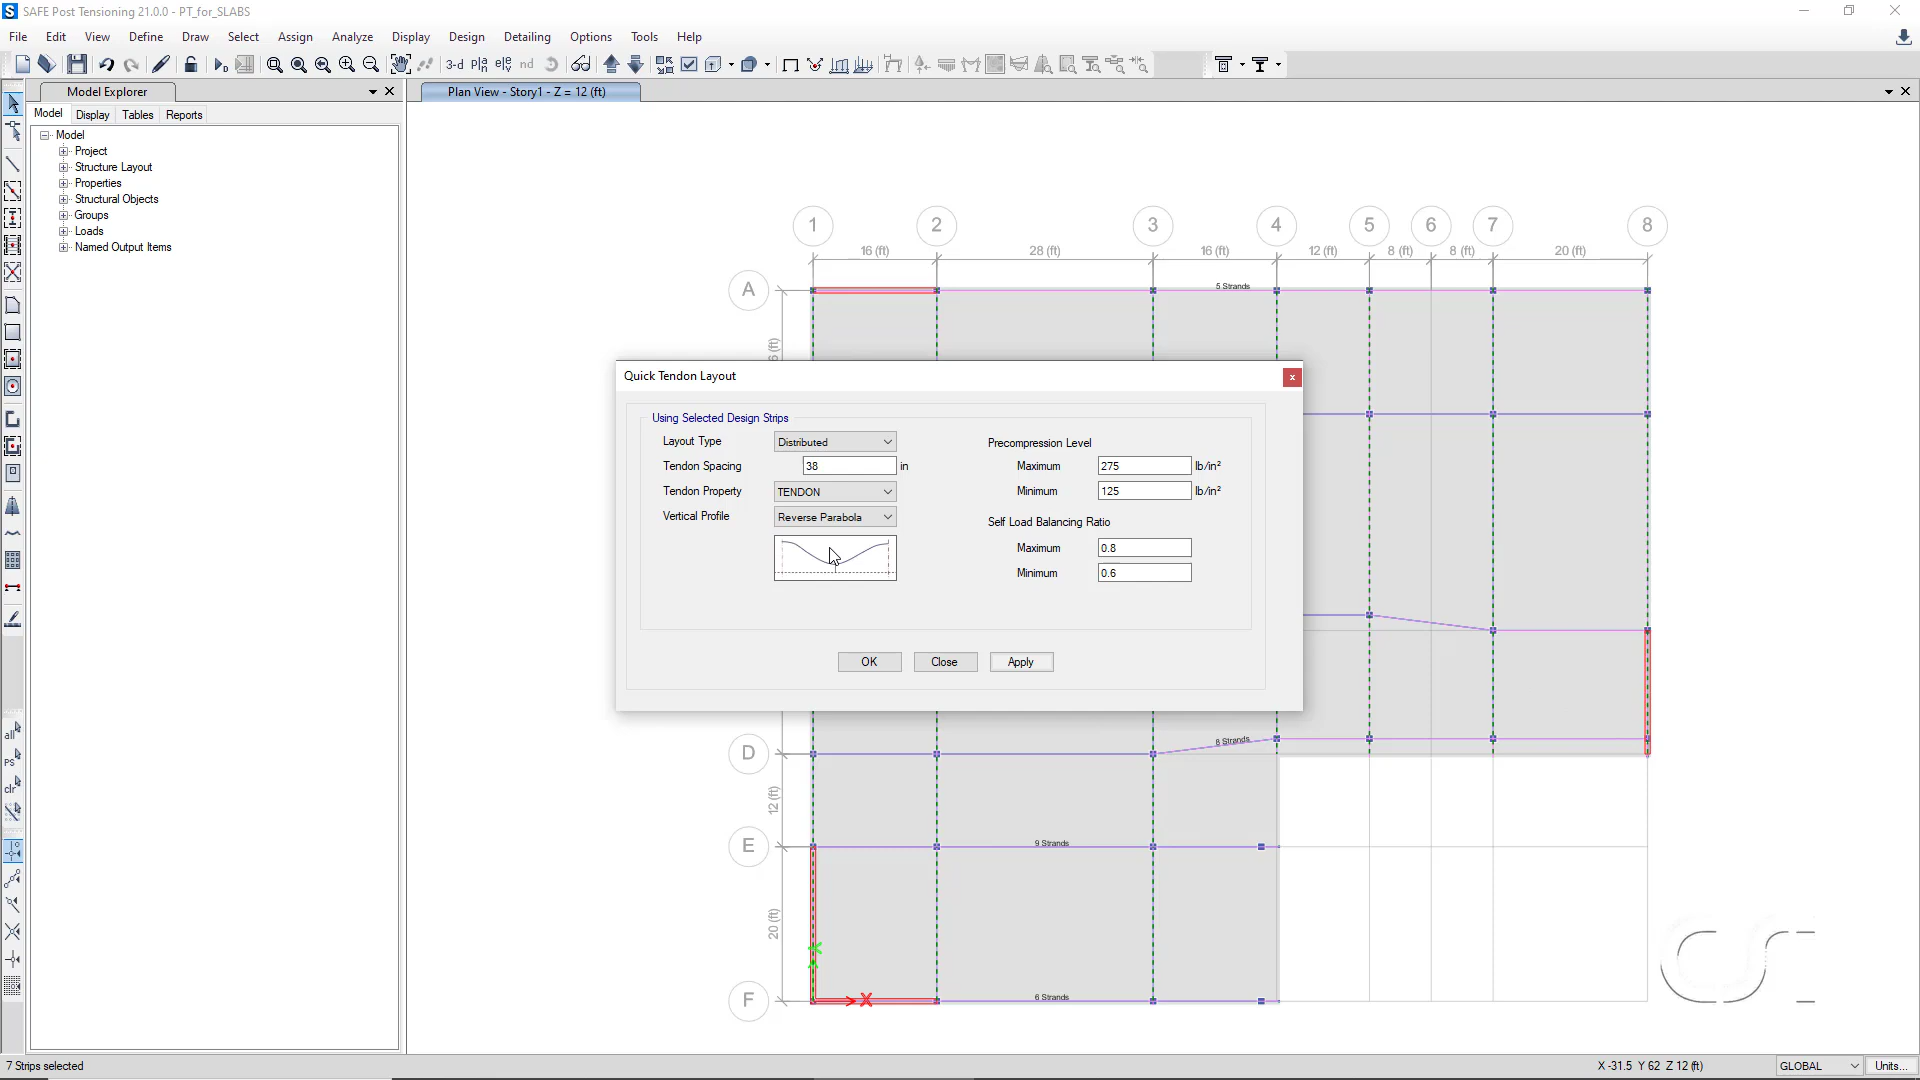 SAFE Post Tensioning 21.0.0 - PT_for_SLABS
File Edit View Define Draw Select Assign Analyze Display Design Detailing Options Tools Help
3-d nd
Model Explorer
Plan View - Story1 - Z = 12 (ft)
Model Display Tables Reports
Model
Project
Structure Layout
Properties
Structural Objects
Groups
Loads
Named Output Items
1 2 3 4 5 6 7 8
16 (ft) 28 (ft) 16 (ft) 12 (ft) 8 (ft) 8 (ft) 20 (ft)
A
5 Strands
Quick Tendon Layout
Using Selected Design Strips
Layout Type Distributed
Tendon Spacing 38 in
Tendon Property TENDON
Vertical Profile Reverse Parabola
Precompression Level
Maximum 275 lb/in²
Minimum 125 lb/in²
Self Load Balancing Ratio
Maximum 0.8
Minimum 0.6
OK Close Apply
D
8 Strands
12 (ft)
E
9 Strands
20 (ft)
F
X
6 Strands
all
PS
clr
7 Strips selected
X -31.5 Y 62 Z 12 (ft)
GLOBAL
Units...